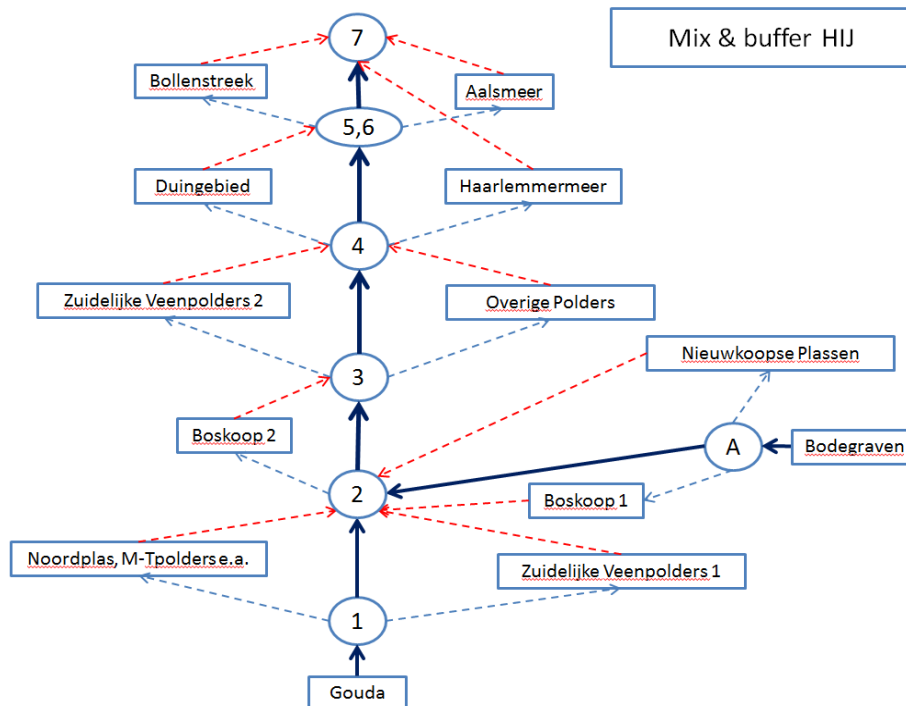 7
Mix & buffer HIJ
Bollenstreek
Aalsmeer
5,6
Duingebied
Haarlemmermeer
4
Zuidelijke Veenpolders 2
Overige Polders
Nieuwkoopse Plassen
3
Boskoop 2
A
Bodegraven
2
Boskoop 1
Noordplas, M-Tpolders e.a.
Zuidelijke Veenpolders 1
1
Gouda